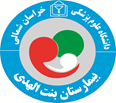 دانشگاه علوم پزشکی خراسان شمالی
بیمارستان بنت الهدی